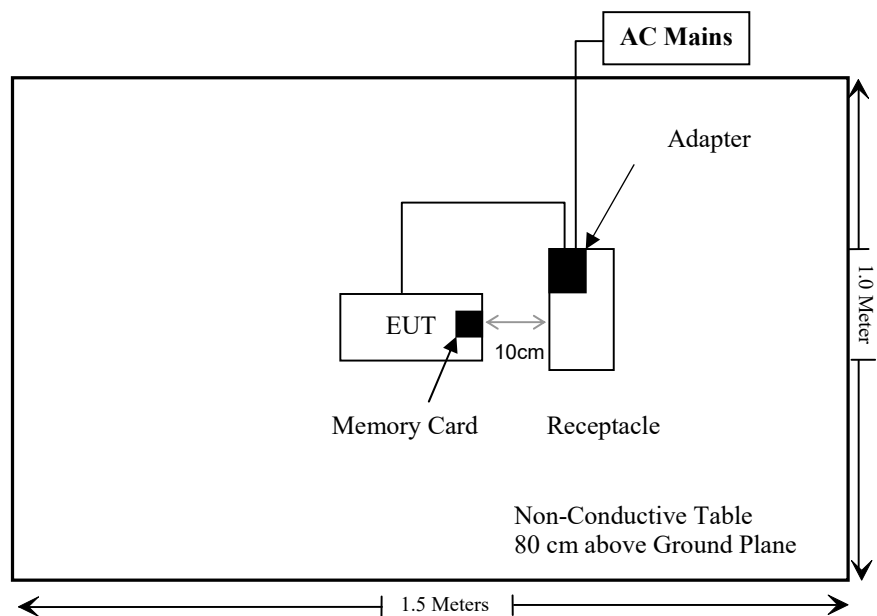 AC Mains
Adapter
1.0 Meter
EUT
10cm
Memory Card
Receptacle
Non-Conductive Table
80 cm above Ground Plane
1.5 Meters